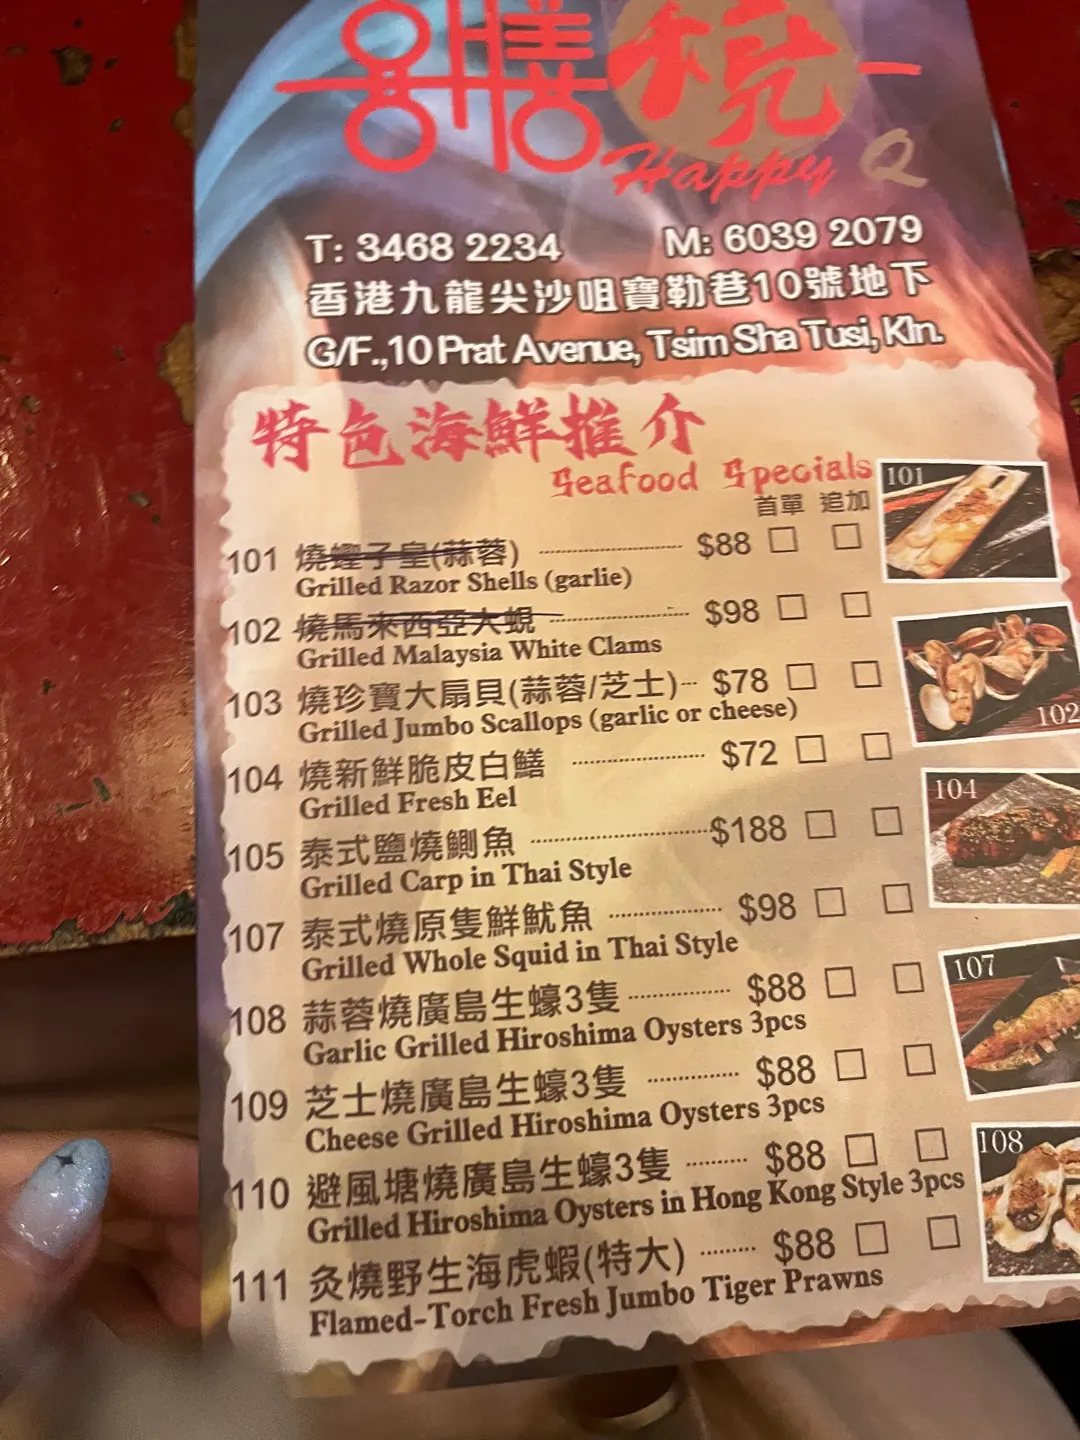 喜膳燒
Happy Q
T: 3468 2234 M: 6039 2079
香港九龍尖沙咀寶勒巷10號地下
G/F.,10 Prat Avenue, Tsim Sha Tusi, Kln.
特色海鮮推介
Seafood Specials
首單 追加
101 燒蟶子皇(蒜蓉) $88 □ □
Grilled Razor Shells (garlie)
102 燒馬來西亞大蜆 $98 □ □
Grilled Malaysia White Clams
103 燒珍寶大扇貝(蒜蓉/芝士) $78 □ □
Grilled Jumbo Scallops (garlic or cheese)
104 燒新鮮脆皮白鱔 $72 □ □
Grilled Fresh Eel
105 泰式鹽燒鰂魚 $188 □ □
Grilled Carp in Thai Style
107 泰式燒原隻鮮魷魚 $98 □ □
Grilled Whole Squid in Thai Style
108 蒜蓉燒廣島生蠔3隻 $88 □ □
Garlic Grilled Hiroshima Oysters 3pcs
109 芝士燒廣島生蠔3隻 $88 □ □
Cheese Grilled Hiroshima Oysters 3pcs
110 避風塘燒廣島生蠔3隻 $88 □ □
Grilled Hiroshima Oysters in Hong Kong Style 3pcs
111 炙燒野生海虎蝦(特大) $88 □ □
Flamed-Torch Fresh Jumbo Tiger Prawns
101
102
104
107
108